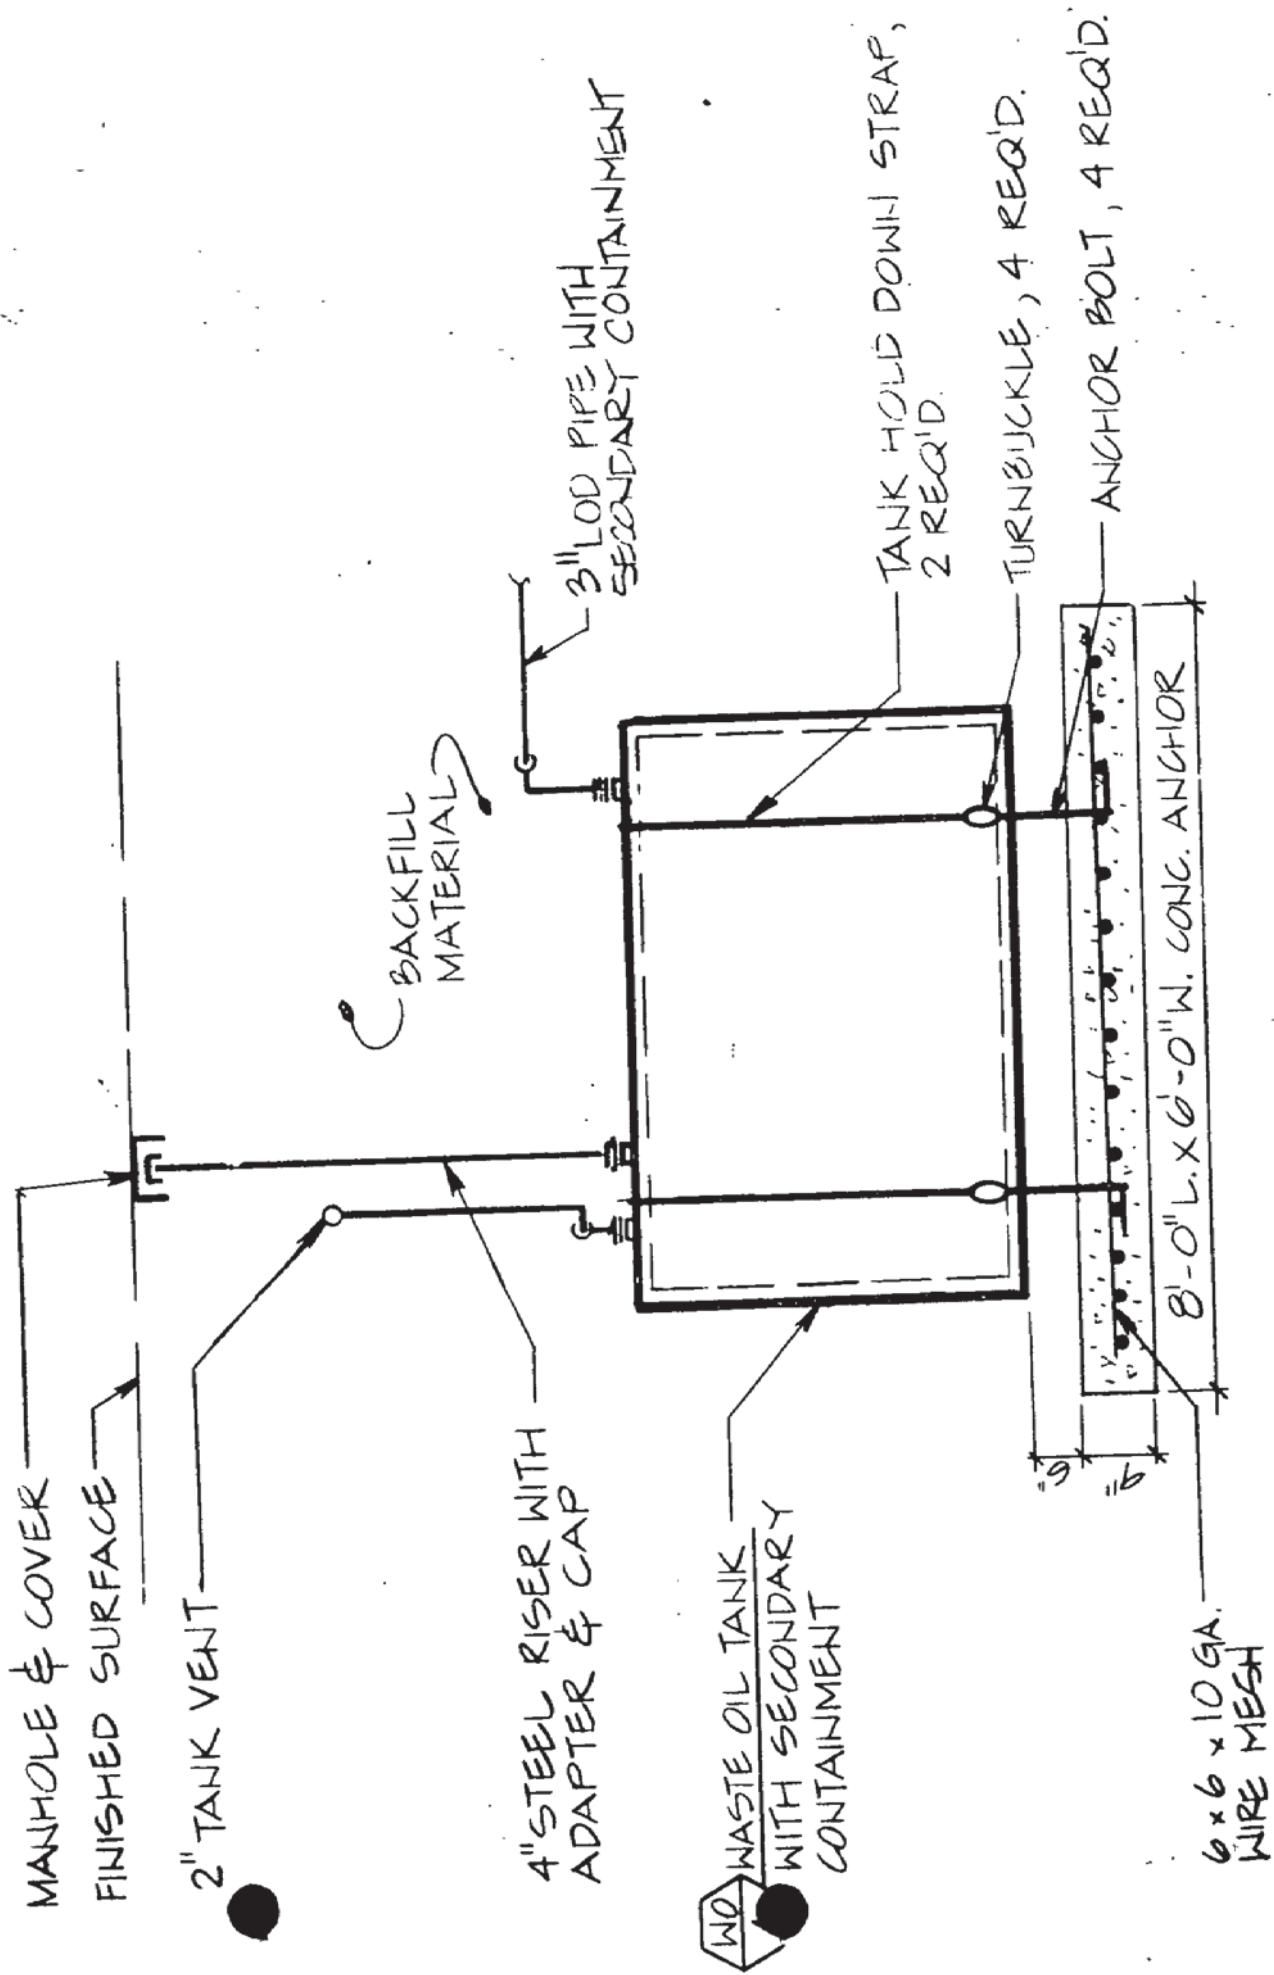 MANHOLE & COVER
FINISHED SURFACE
2" TANK VENT
4" STEEL RISER WITH
ADAPTER & CAP
WO
WASTE OIL TANK
WITH SECONDARY
CONTAINMENT
6 x 6 x 10 GA.
WIRE MESH
BACKFILL
MATERIAL
3" LOD PIPE WITH
SECONDARY CONTAINMENT
TANK HOLD DOWN STRAP,
2 REQ'D.
TURNBUCKLE, 4 REQ'D.
ANCHOR BOLT, 4 REQ'D.
6"
9"
8'-0" L. x 6'-0" W. CONC. ANCHOR